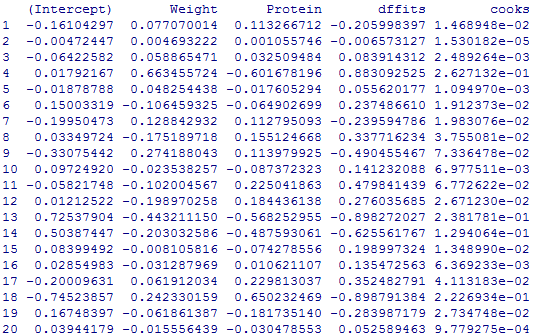 (Intercept) Weight Protein dffits cooks
1 -0.16104297 0.077070014 0.113266712 -0.205998397 1.468948e-02
2 -0.00472447 0.004693222 0.001055746 -0.006573127 1.530182e-05
3 -0.06422582 0.058865471 0.032509484 0.083914312 2.489264e-03
4 0.01792167 0.663455724 -0.601678196 0.883092525 2.627132e-01
5 -0.01878788 0.048254438 -0.017605294 0.055620177 1.094970e-03
6 0.15003319 -0.106459325 -0.064902699 0.237486610 1.912373e-02
7 -0.19950473 0.128842932 0.112795093 -0.239594786 1.983076e-02
8 0.03349724 -0.175189718 0.155124668 0.337716234 3.755081e-02
9 -0.33075442 0.274188043 0.113979925 -0.490455467 7.336478e-02
10 0.09724920 -0.023538257 -0.087372323 0.141232088 6.977511e-03
11 -0.05821748 -0.102004567 0.225041863 0.479841439 6.772622e-02
12 0.01212522 -0.198970258 0.184436138 0.276035685 2.671230e-02
13 0.72537904 -0.443211150 -0.568252955 -0.898272027 2.381781e-01
14 0.50387447 -0.203032586 -0.487593061 -0.625561767 1.294064e-01
15 0.08399492 -0.008105816 -0.074278556 0.198997324 1.348990e-02
16 0.02854983 -0.031287969 0.010621107 0.135472563 6.369233e-03
17 -0.20009631 0.061912034 0.229813037 0.352482791 4.113183e-02
18 -0.74523857 0.242330159 0.650232469 -0.898791384 2.226934e-01
19 0.16748397 -0.061861387 -0.181735140 -0.283987179 2.734748e-02
20 0.03944179 -0.015556439 -0.030478553 0.052589463 9.779275e-04